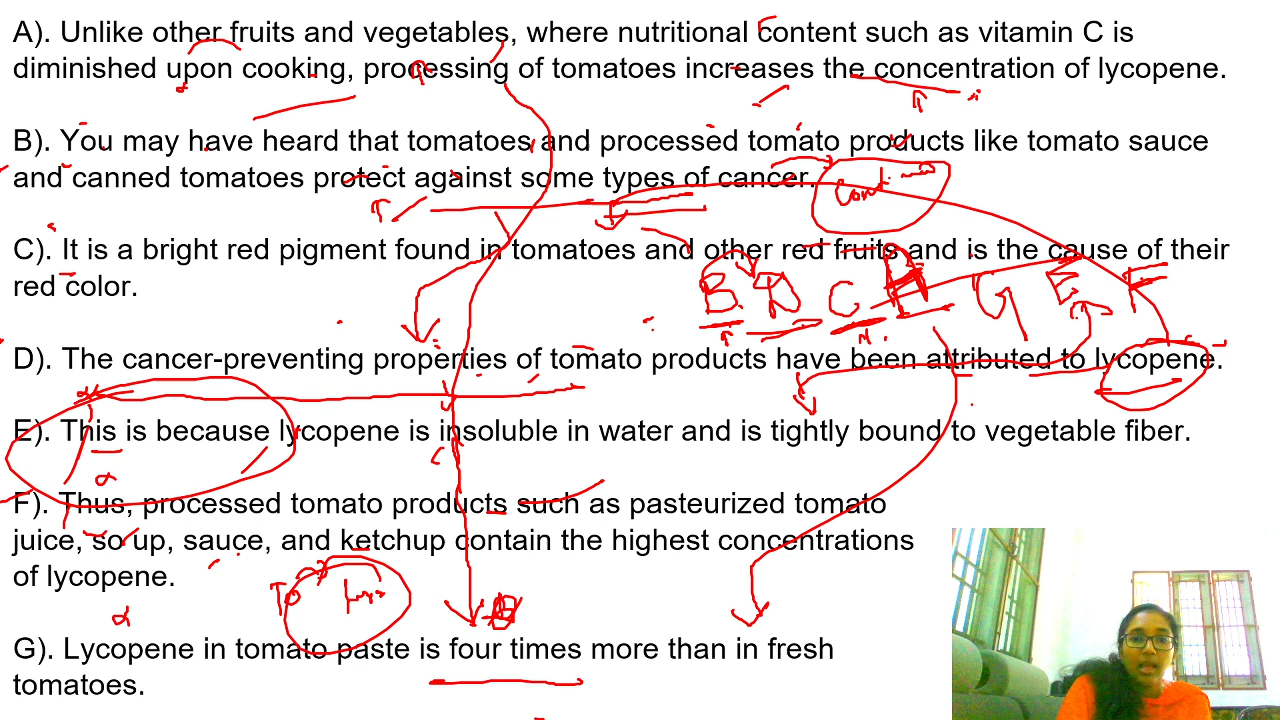 A). Unlike other fruits and vegetables, where nutritional content such as vitamin C is
diminished upon cooking, processing of tomatoes increases the concentration of lycopene.
B). You may have heard that tomatoes and processed tomato products like tomato sauce
and canned tomatoes protect against some types of cancer.
C). It is a bright red pigment found in tomatoes and other red fruits and is the cause of their
red color.
B D C A G E F
D). The cancer-preventing properties of tomato products have been attributed to lycopene.
E). This is because lycopene is insoluble in water and is tightly bound to vegetable fiber.
F). Thus, processed tomato products such as pasteurized tomato
juice, soup, sauce, and ketchup contain the highest concentrations
of lycopene.
G). Lycopene in tomato paste is four times more than in fresh
tomatoes.